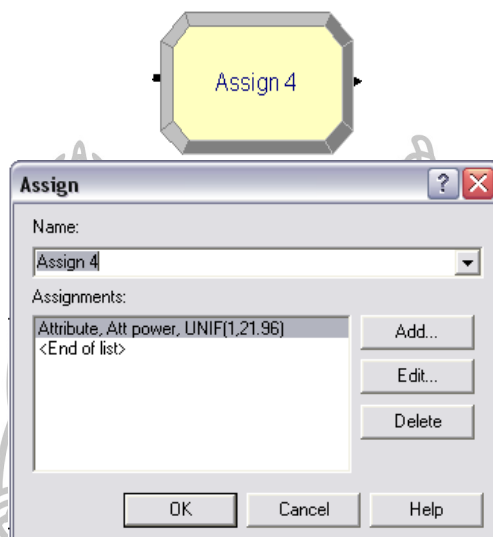 Assign 4
Assign
Name:
Assign 4
Assignments:
Attribute, Att power, UNIF(1,21.96)
<End of list>
Add...
Edit...
Delete
OK
Cancel
Help